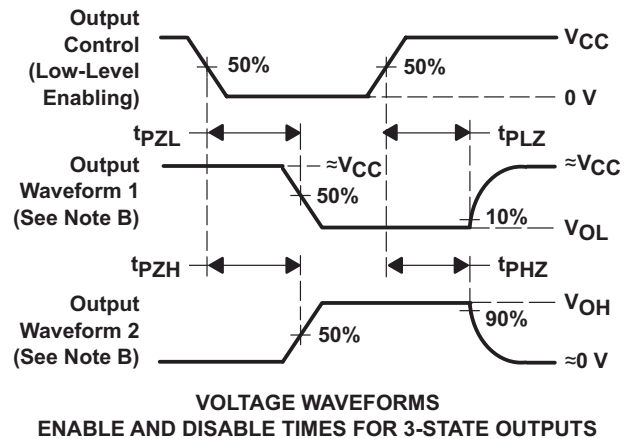 Output
Control
(Low-Level
Enabling)
50%
50%
VCC
0 V
tPZL
tPLZ
Output
Waveform 1
(See Note B)
≈VCC
50%
≈VCC
10%
VOL
tPZH
tPHZ
Output
Waveform 2
(See Note B)
50%
VOH
90%
≈0 V
VOLTAGE WAVEFORMS
ENABLE AND DISABLE TIMES FOR 3-STATE OUTPUTS